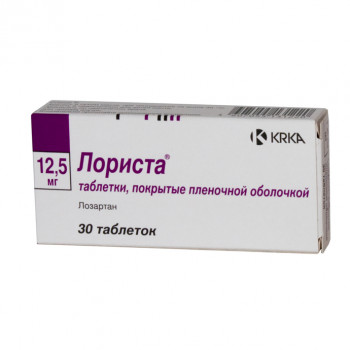 KRKA
12,5
мг
Лориста®
таблетки, покрытые пленочной оболочкой
Лозартан
30 таблеток